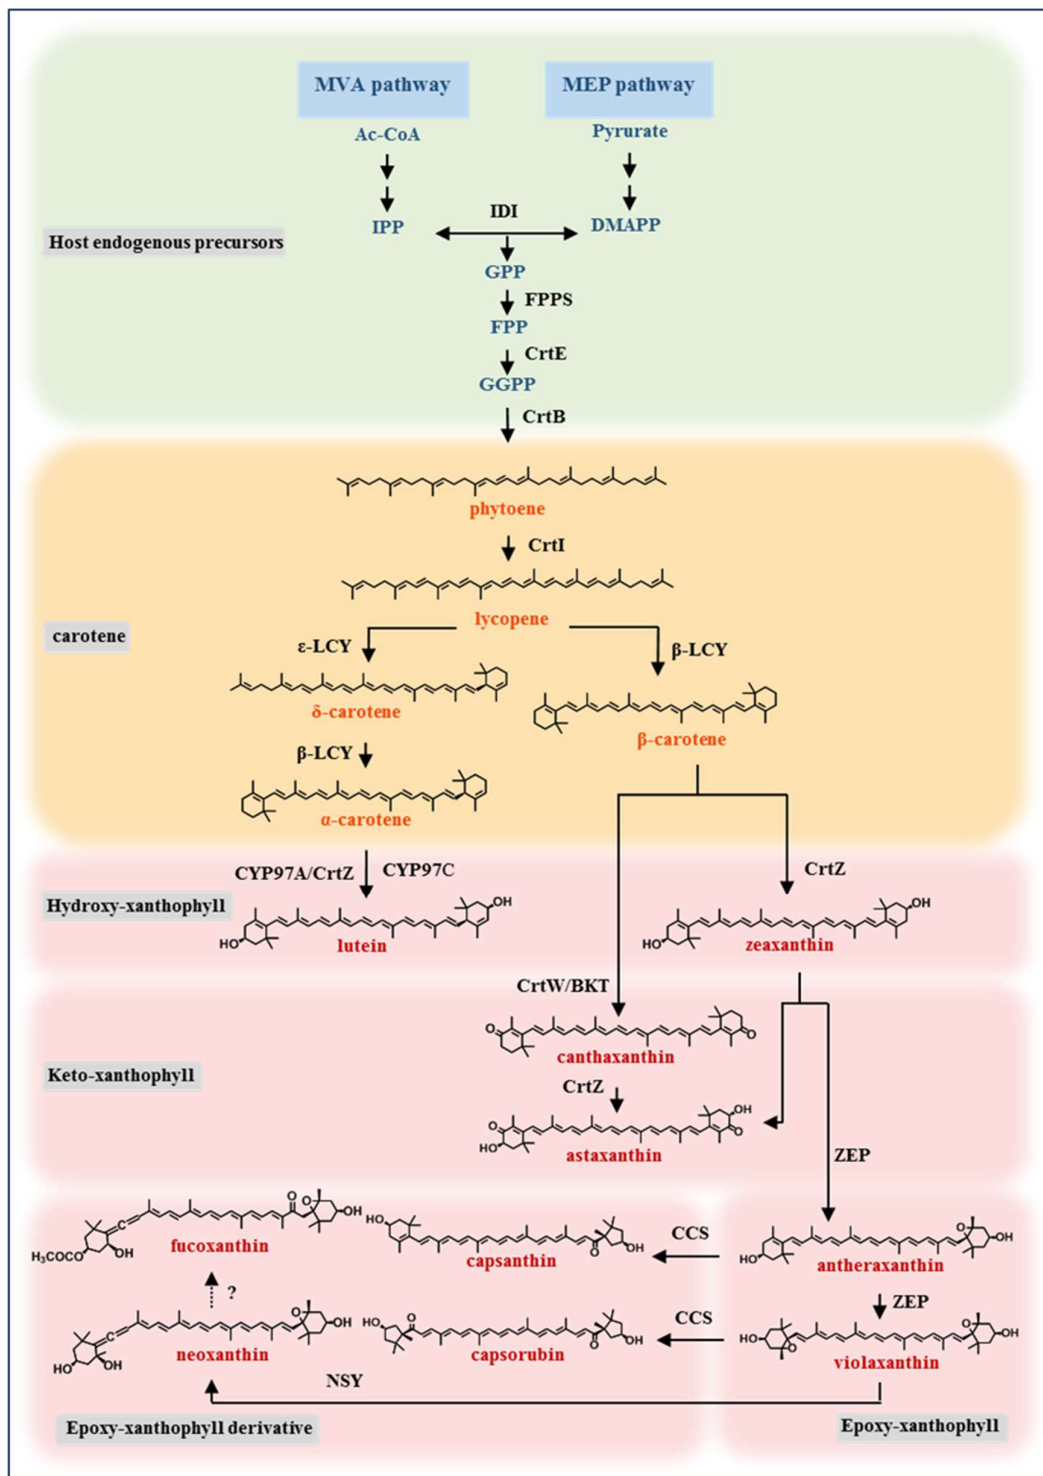 MVA pathway
MEP pathway
Ac-CoA
Pyrurate
IDI
IPP
DMAPP
Host endogenous precursors
GPP
FPPS
FPP
CrtE
GGPP
CrtB
phytoene
CrtI
lycopene
carotene
ε-LCY
β-LCY
δ-carotene
β-carotene
β-LCY
α-carotene
CYP97A/CrtZ
CYP97C
CrtZ
Hydroxy-xanthophyll
OH
HO
lutein
OH
HO
zeaxanthin
CrtW/BKT
O
O
canthaxanthin
Keto-xanthophyll
CrtZ
O
OH
HO
O
astaxanthin
ZEP
O
O
OH
H₃COCO
OH
fucoxanthin
HO
O
OH
capsanthin
CCS
O
OH
HO
antheraxanthin
?
ZEP
O
OH
HO
OH
neoxanthin
HO
O
O
OH
capsorubin
CCS
HO
O
O
OH
violaxanthin
NSY
Epoxy-xanthophyll derivative
Epoxy-xanthophyll